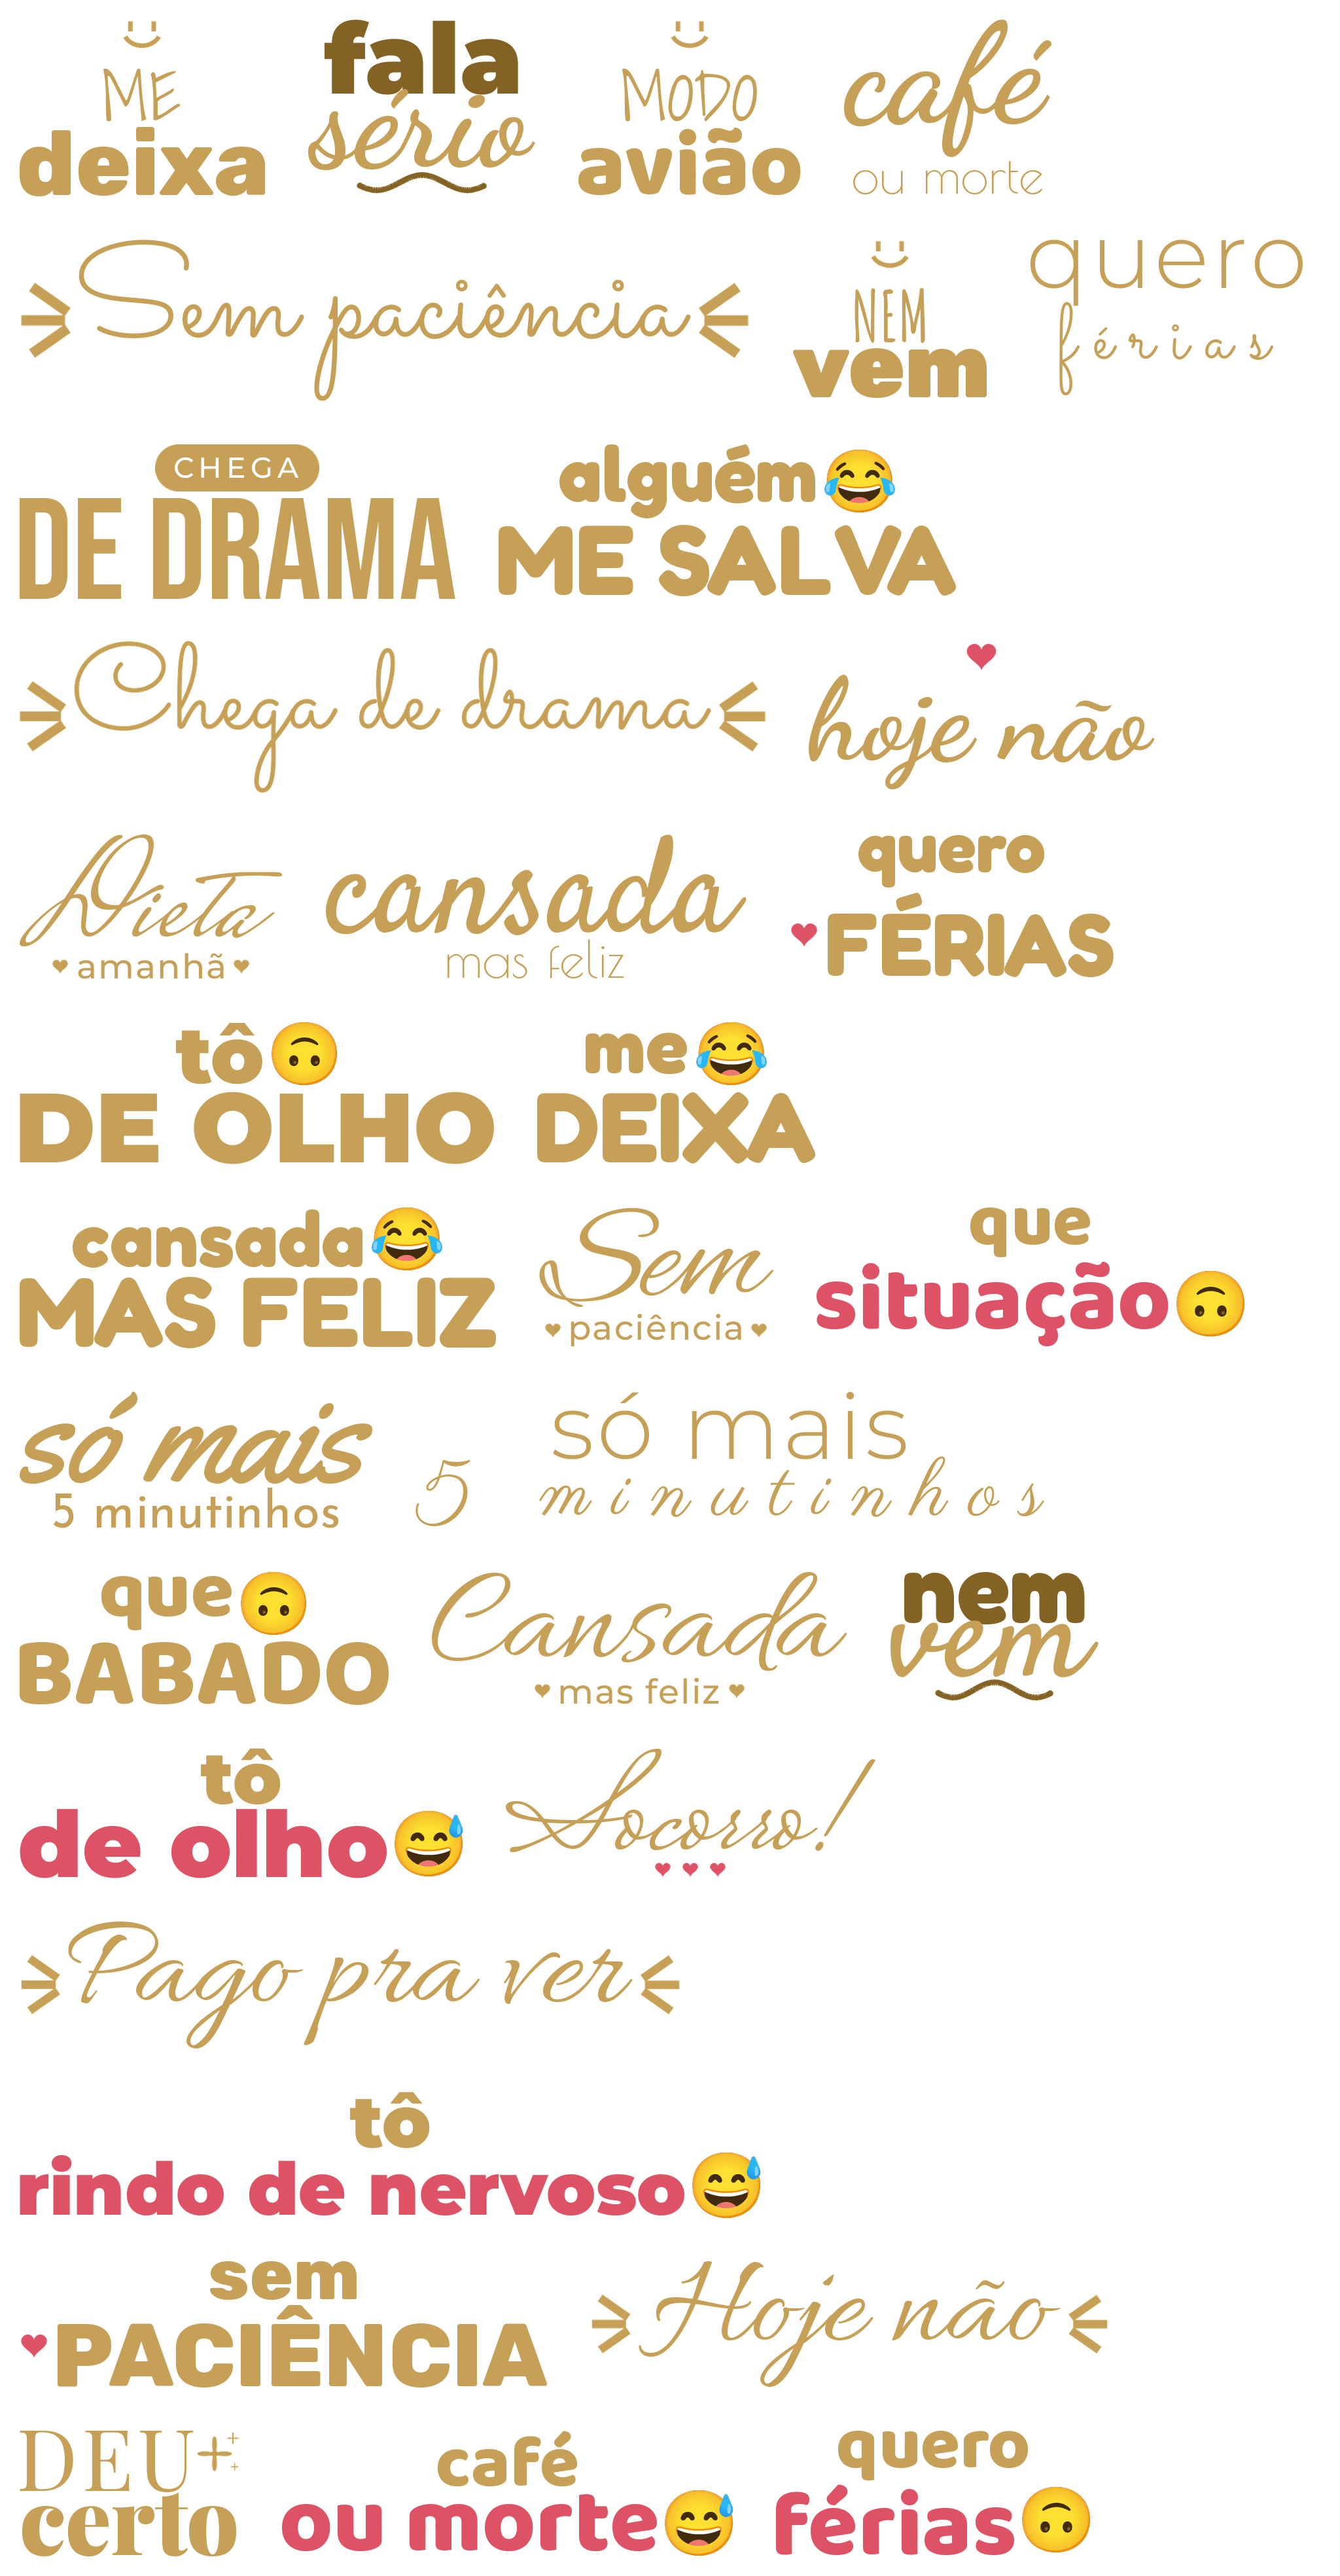 ME
deixa
fala
sério
MODO
avião
café
ou morte
Sem paciência
NEM
vem
quero
férias
CHEGA
DE DRAMA
alguém😂
ME SALVA
Chega de drama
hoje não
Dieta
amanhã
cansada
mas feliz
quero
FÉRIAS
tô🙃
DE OLHO
me😂
DEIXA
cansada😂
MAS FELIZ
Sem
paciência
que
situação🙃
só mais
5 minutinhos
só mais
5 minutinhos
que🙃
BABADO
Cansada
mas feliz
nem
vem
tô
de olho😅
Socorro!
Pago pra ver
tô
rindo de nervoso😅
sem
PACIÊNCIA
Hoje não
DEU
certo
café
ou morte😅
quero
férias🙃